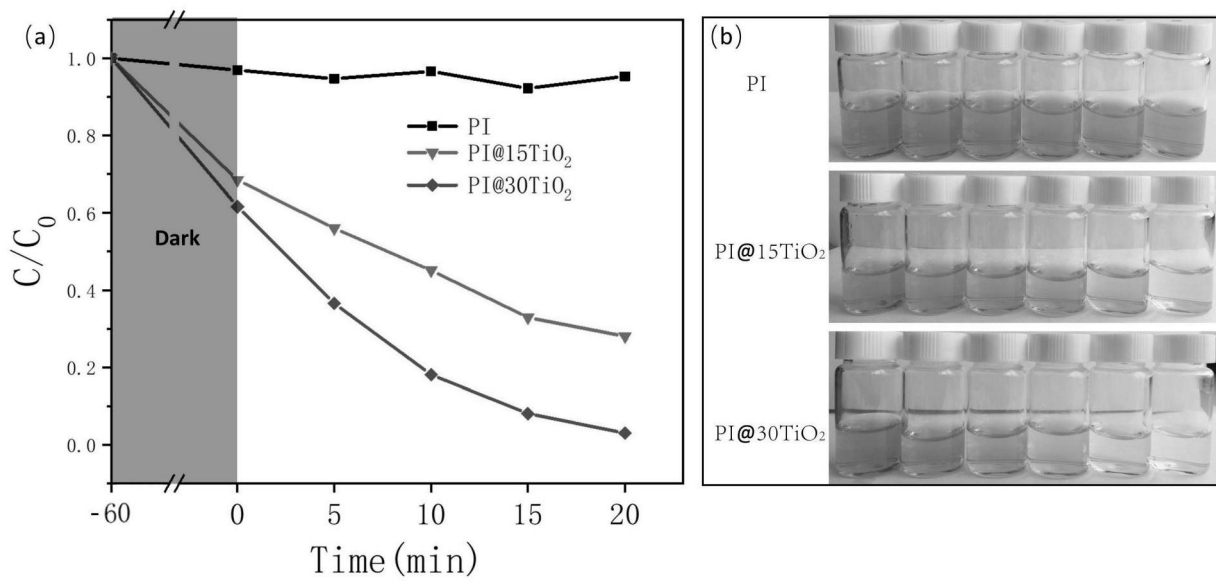 (a)
1.0
0.8
0.6
0.4
0.2
0.0
C/C₀
Dark
PI
PI@15TiO₂
PI@30TiO₂
-60 0 5 10 15 20
Time(min)
(b)
PI
PI@15TiO₂
PI@30TiO₂